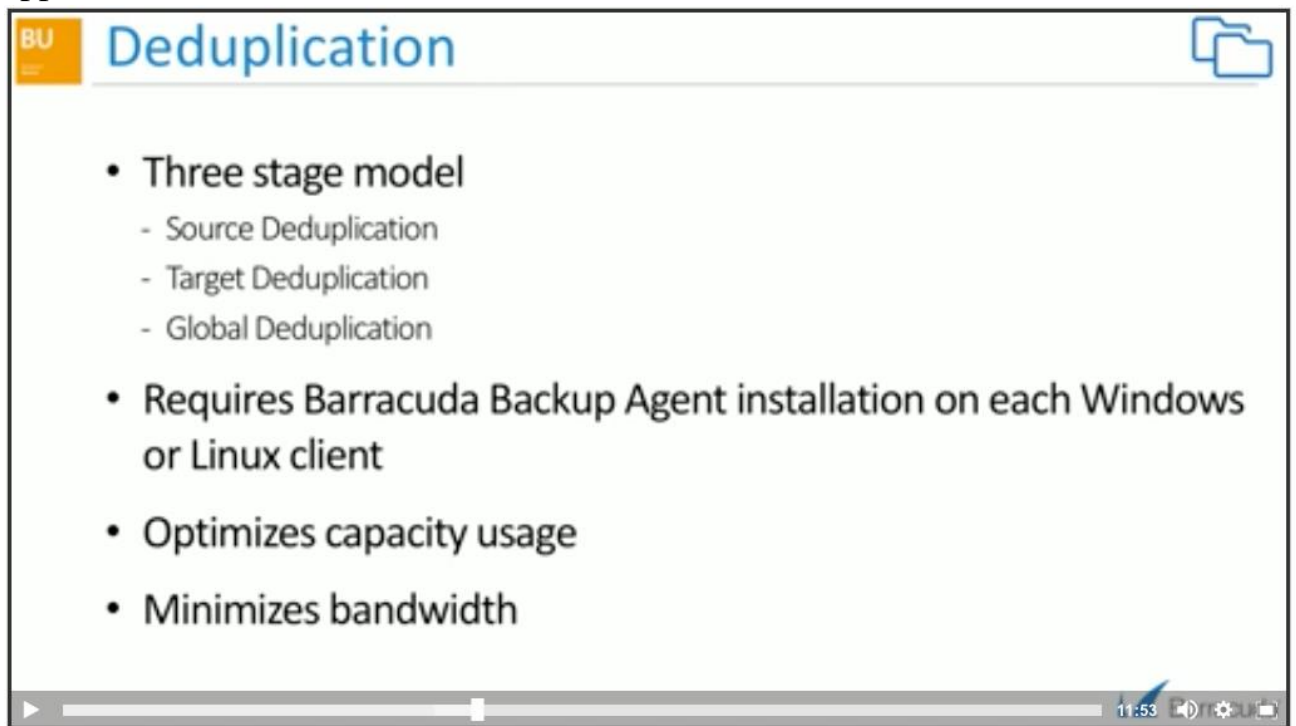 BU
Deduplication
• Three stage model
- Source Deduplication
- Target Deduplication
- Global Deduplication
• Requires Barracuda Backup Agent installation on each Windows
or Linux client
• Optimizes capacity usage
• Minimizes bandwidth
11:53
Barracuda